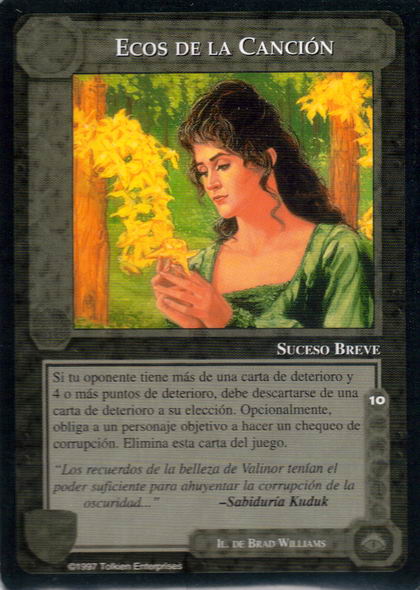 Ecos de la Canción
Suceso Breve
Si tu oponente tiene más de una carta de deterioro y
4 o más puntos de deterioro, debe descartarse de una
carta de deterioro a su elección. Opcionalmente,
obliga a un personaje objetivo a hacer un chequeo de
corrupción. Elimina esta carta del juego.
10
"Los recuerdos de la belleza de Valinor tenían el
poder suficiente para ahuyentar la corrupción de la
oscuridad..." –Sabiduría Kuduk
Il. de Brad Williams
©1997 Tolkien Enterprises